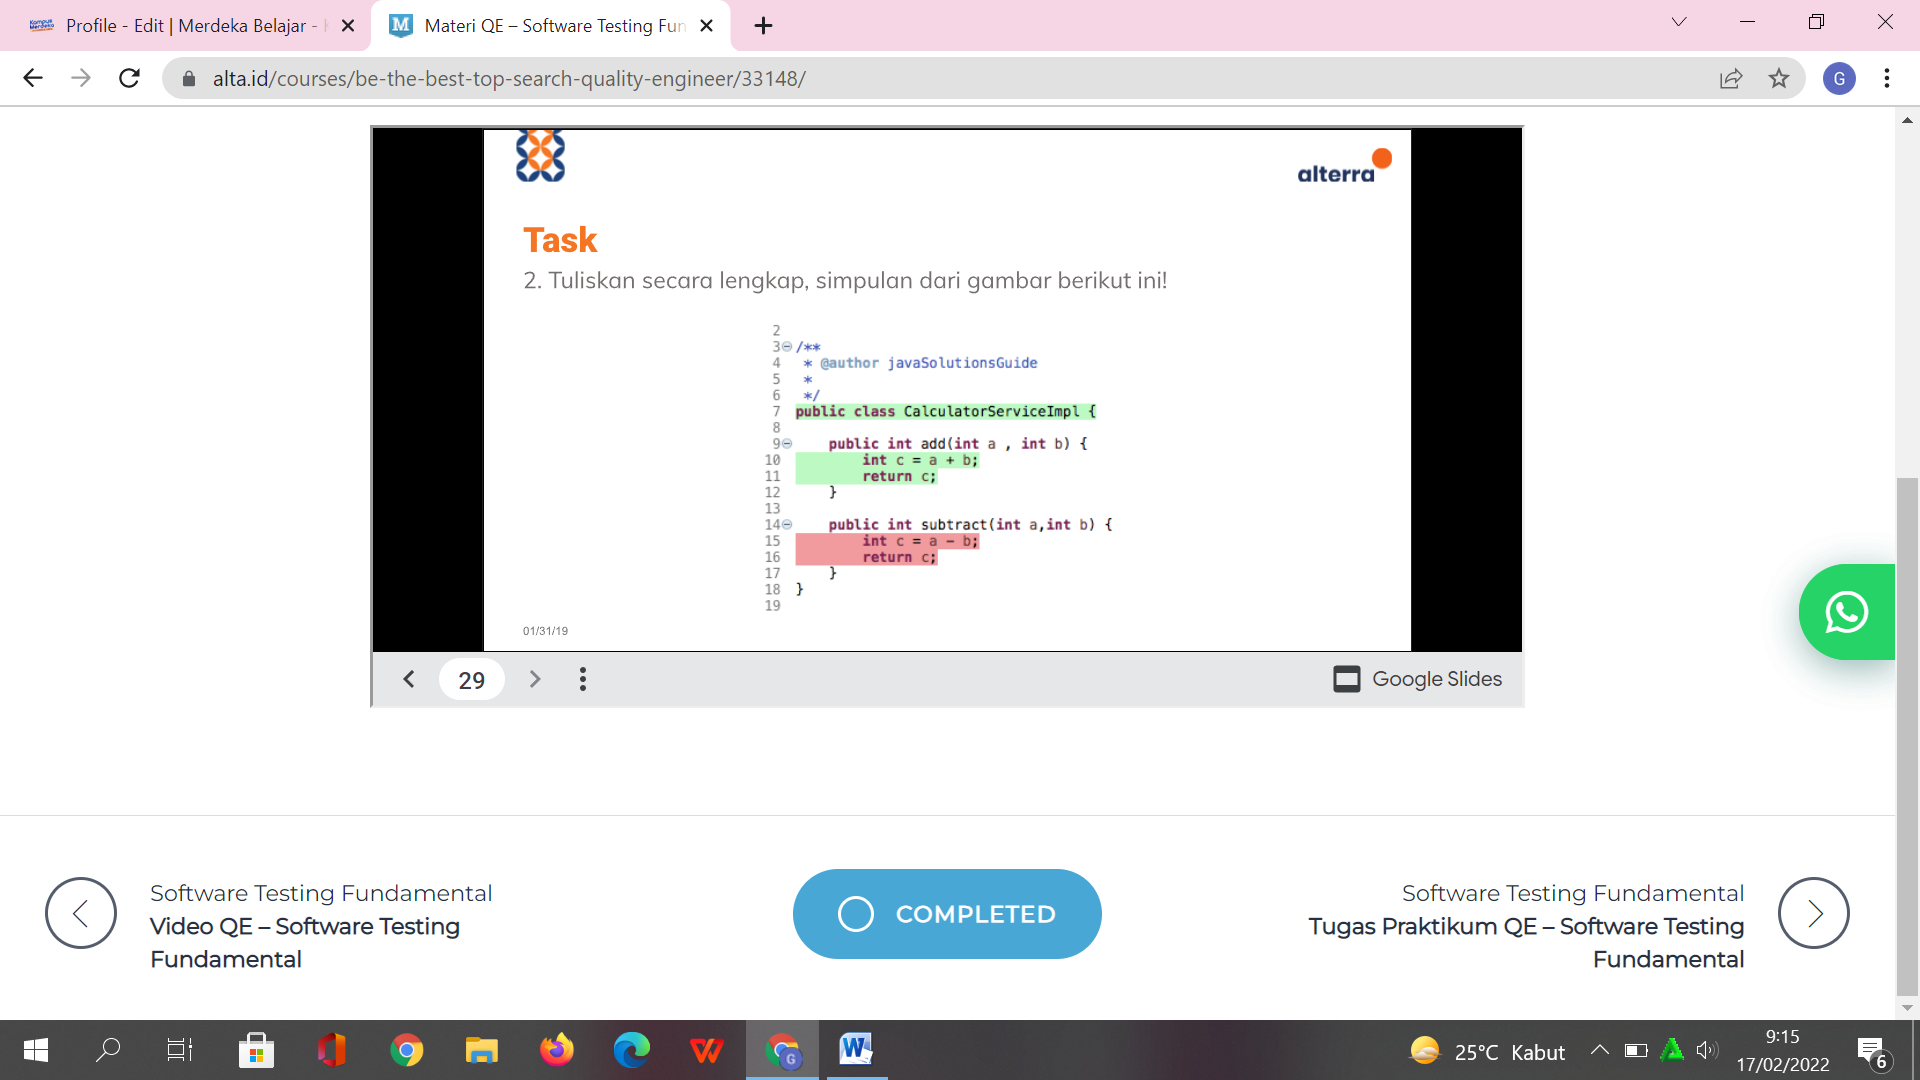 Profile - Edit | Merdeka Belajar -
Materi QE – Software Testing Fun
alta.id/courses/be-the-best-top-search-quality-engineer/33148/
G
alterra
Task
2. Tuliskan secara lengkap, simpulan dari gambar berikut ini!
2
3 /**
4 * @author javaSolutionsGuide
5 *
6 */
7 public class CalculatorServiceImpl {
8
9 public int add(int a , int b) {
10 int c = a + b;
11 return c;
12 }
13
14 public int subtract(int a,int b) {
15 int c = a - b;
16 return c;
17 }
18 }
19
01/31/19
29
Google Slides
Software Testing Fundamental
Video QE – Software Testing
Fundamental
COMPLETED
Software Testing Fundamental
Tugas Praktikum QE – Software Testing
Fundamental
25°C Kabut
9:15
17/02/2022
6